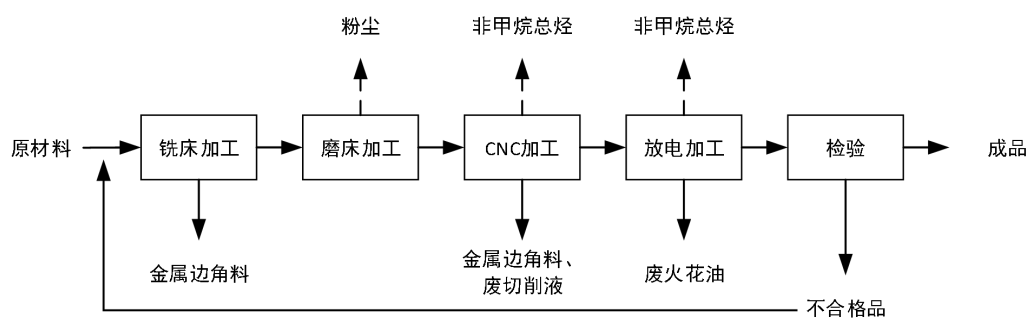 粉尘
非甲烷总烃
非甲烷总烃
原材料
铣床加工
磨床加工
CNC加工
放电加工
检验
成品
金属边角料
金属边角料、
废切削液
废火花油
不合格品